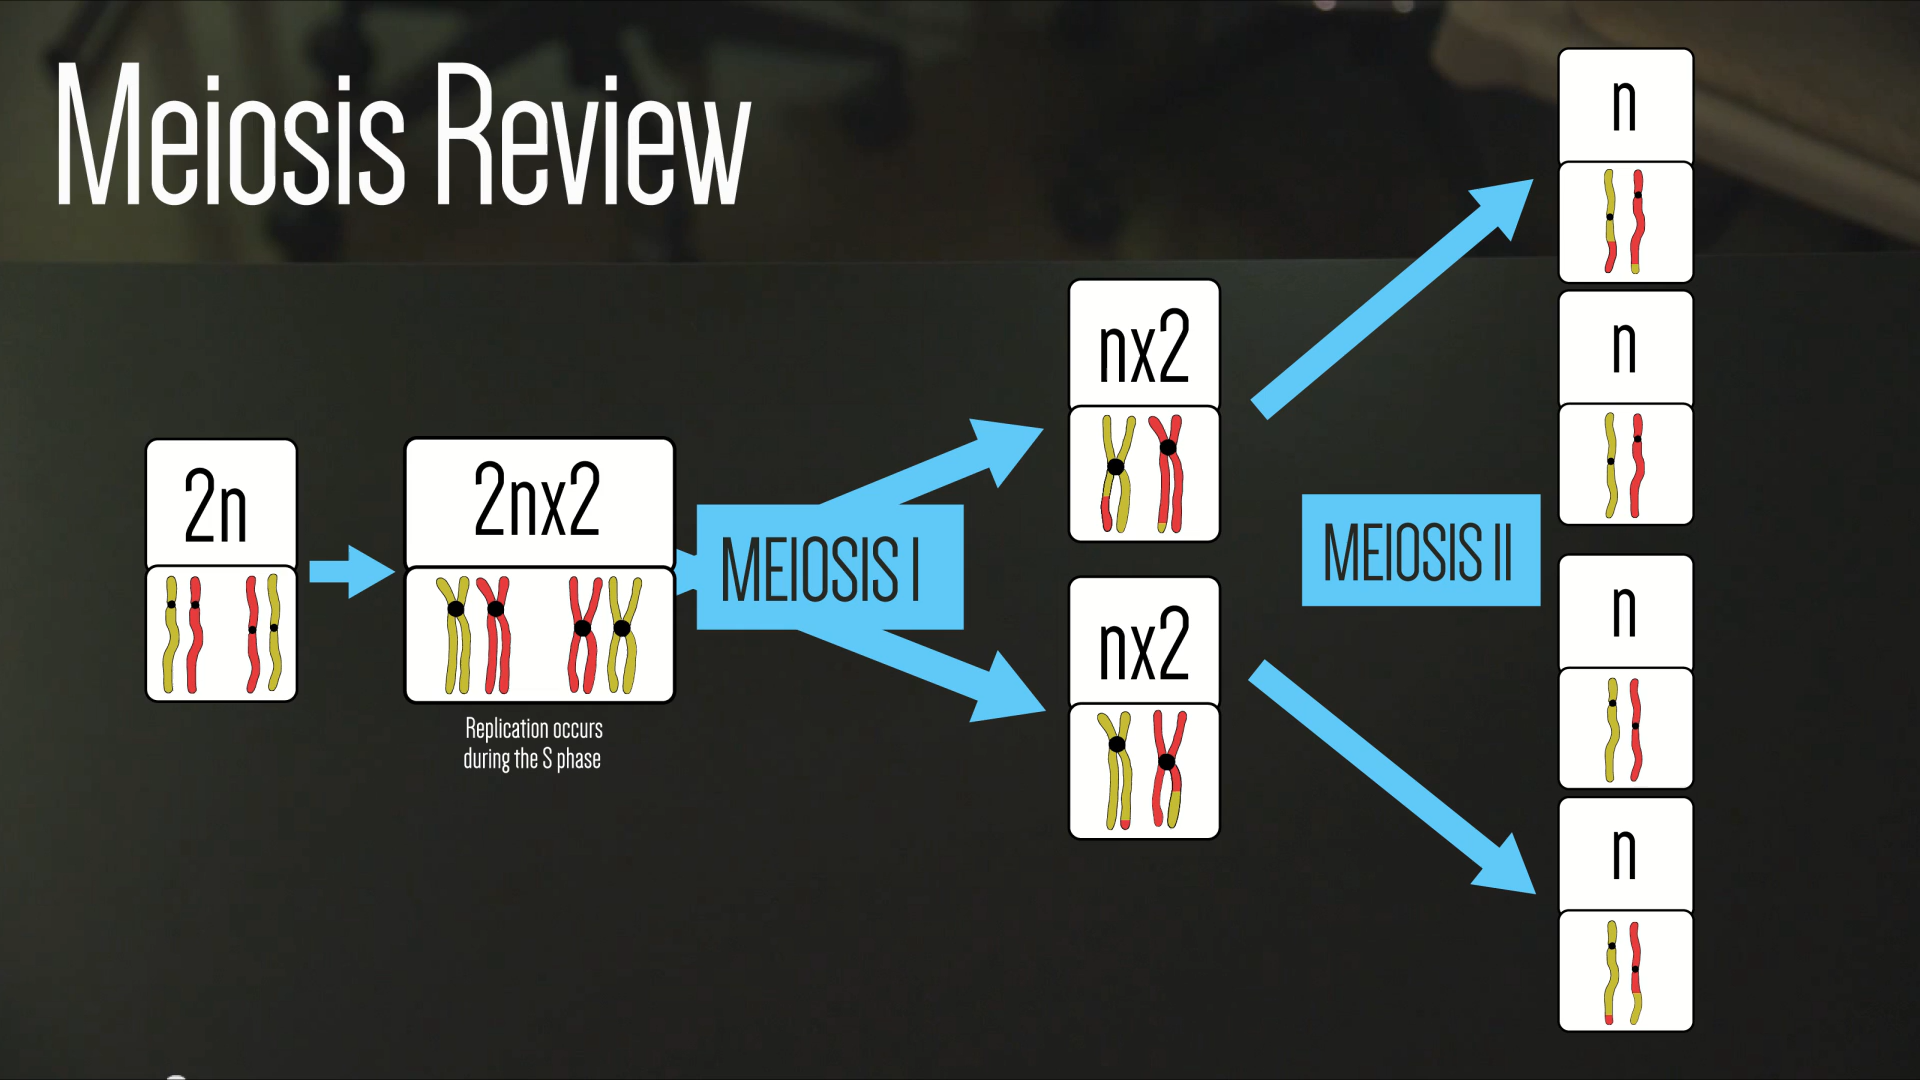 Meiosis Review
2n
2nx2
Replication occurs
during the S phase
MEIOSIS I
nx2
nx2
MEIOSIS II
n
n
n
n